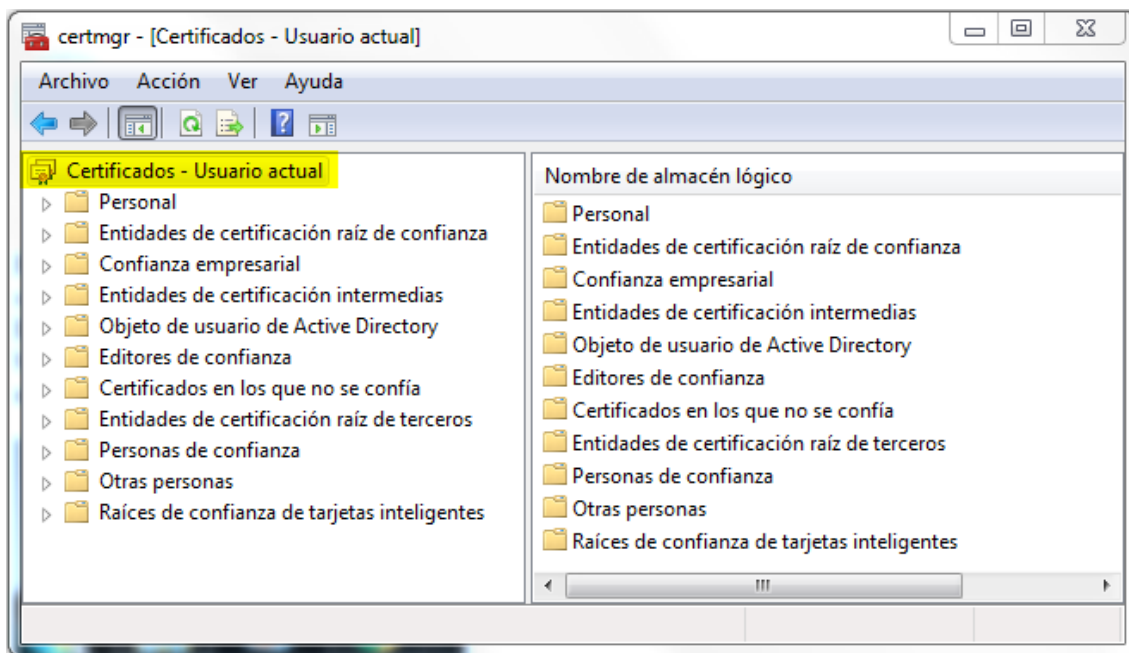 certmgr - [Certificados - Usuario actual]
Archivo Acción Ver Ayuda
Certificados - Usuario actual
Personal
Entidades de certificación raíz de confianza
Confianza empresarial
Entidades de certificación intermedias
Objeto de usuario de Active Directory
Editores de confianza
Certificados en los que no se confía
Entidades de certificación raíz de terceros
Personas de confianza
Otras personas
Raíces de confianza de tarjetas inteligentes
Nombre de almacén lógico
Personal
Entidades de certificación raíz de confianza
Confianza empresarial
Entidades de certificación intermedias
Objeto de usuario de Active Directory
Editores de confianza
Certificados en los que no se confía
Entidades de certificación raíz de terceros
Personas de confianza
Otras personas
Raíces de confianza de tarjetas inteligentes